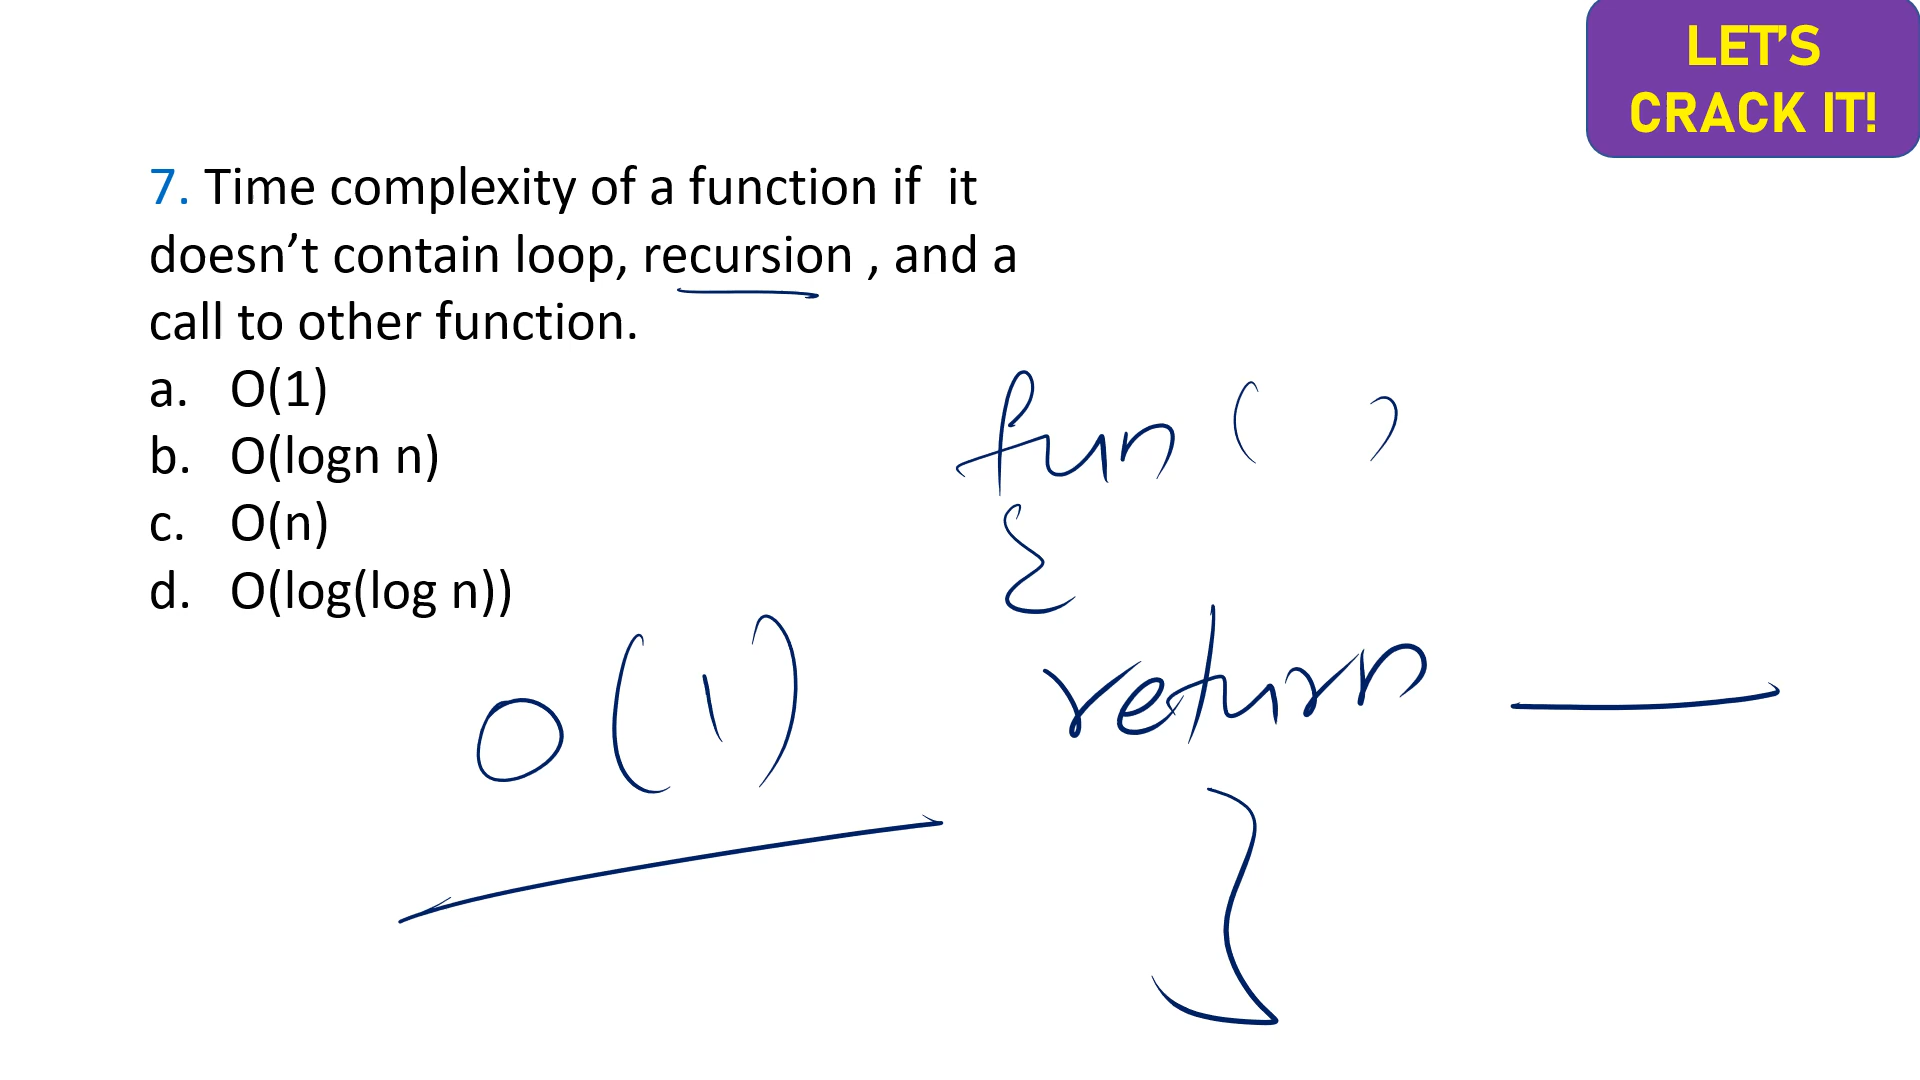 LET'S
CRACK IT!
7. Time complexity of a function if it
doesn’t contain loop, recursion , and a
call to other function.
a. O(1)
b. O(logn n)
c. O(n)
d. O(log(log n))
fun ( )
{
return
}
O(1)